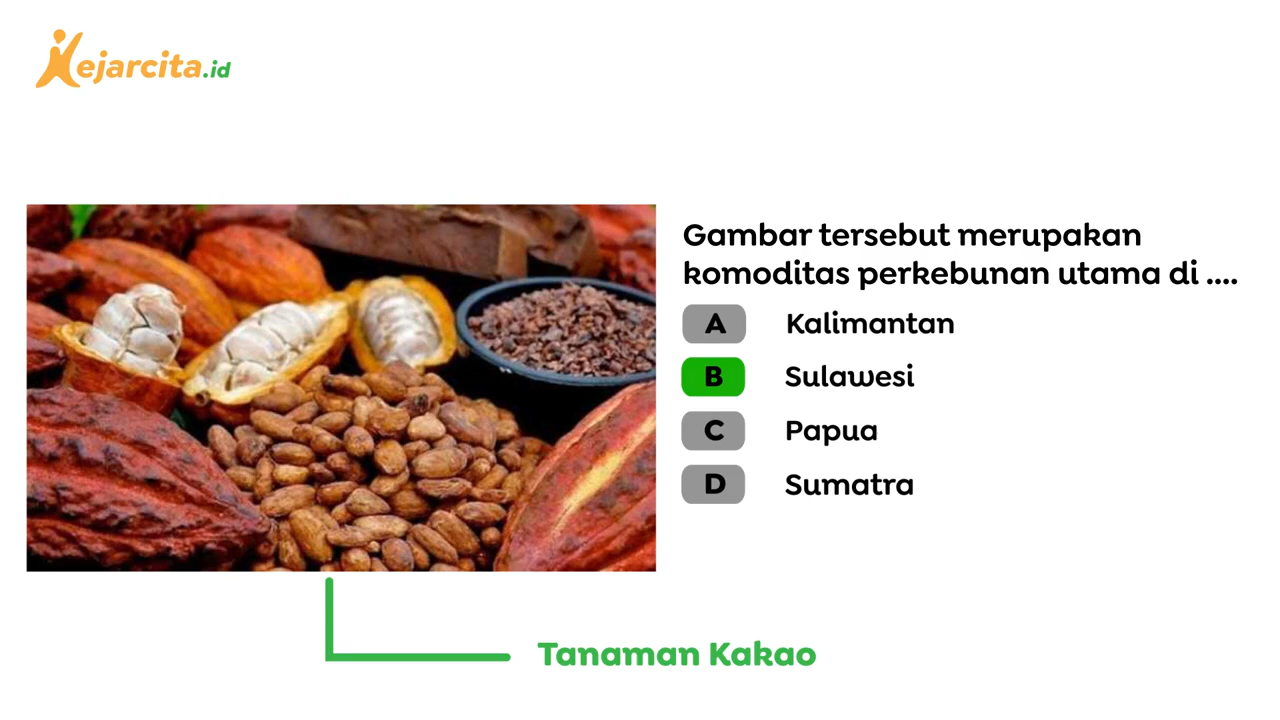 Kejarcita.id
Gambar tersebut merupakan
komoditas perkebunan utama di ....
A Kalimantan
B Sulawesi
C Papua
D Sumatra
Tanaman Kakao